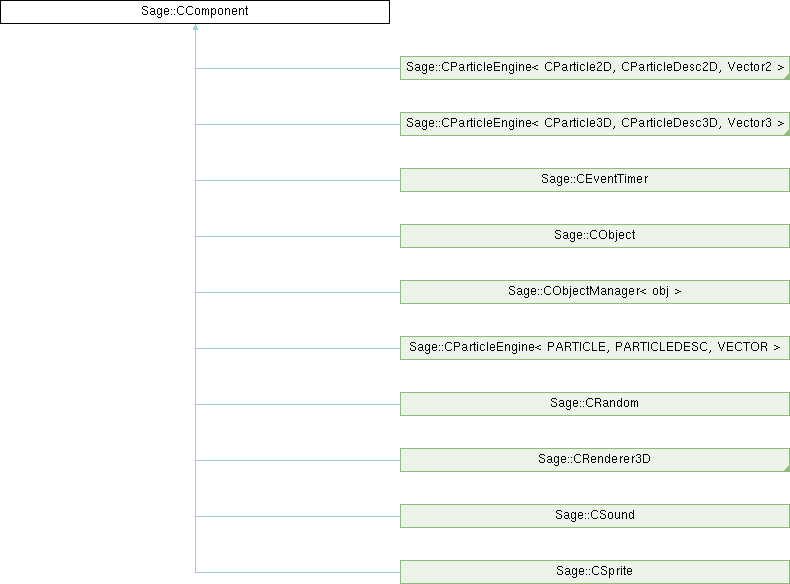 Sage::CComponent
Sage::CParticleEngine< CParticle2D, CParticleDesc2D, Vector2 >
Sage::CParticleEngine< CParticle3D, CParticleDesc3D, Vector3 >
Sage::CEventTimer
Sage::CObject
Sage::CObjectManager< obj >
Sage::CParticleEngine< PARTICLE, PARTICLEDESC, VECTOR >
Sage::CRandom
Sage::CRenderer3D
Sage::CSound
Sage::CSprite